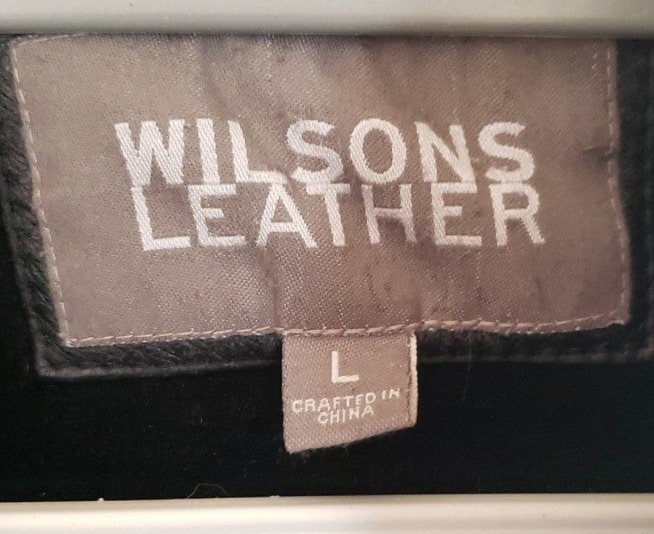 WILSONS
LEATHER
L
CRAFTED IN
CHINA